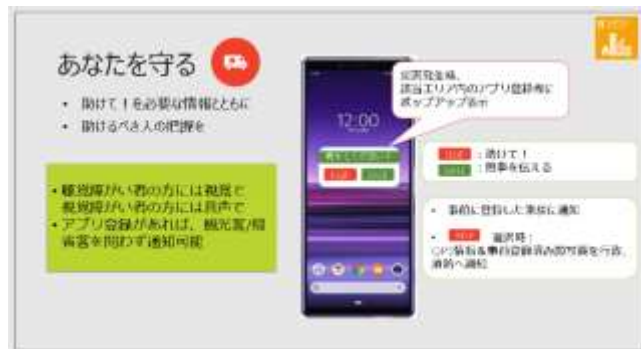 あなたを守る
• 助けて！を必要な情報とともに
• 助けるべき人の把握を
• 聴覚障がい者の方には視覚で
視覚障がい者の方には音声で
• アプリ登録があれば、観光客/帰
省客を問わず通知可能
12:00
災害発生後、
該当エリア内のアプリ登録者に
ポップアップ表示
：助けて！
：無事を伝える
• 事前に登録した家族に通知
• 選択時：
GPS情報&事前登録済み顔写真を行政、
消防へ通知